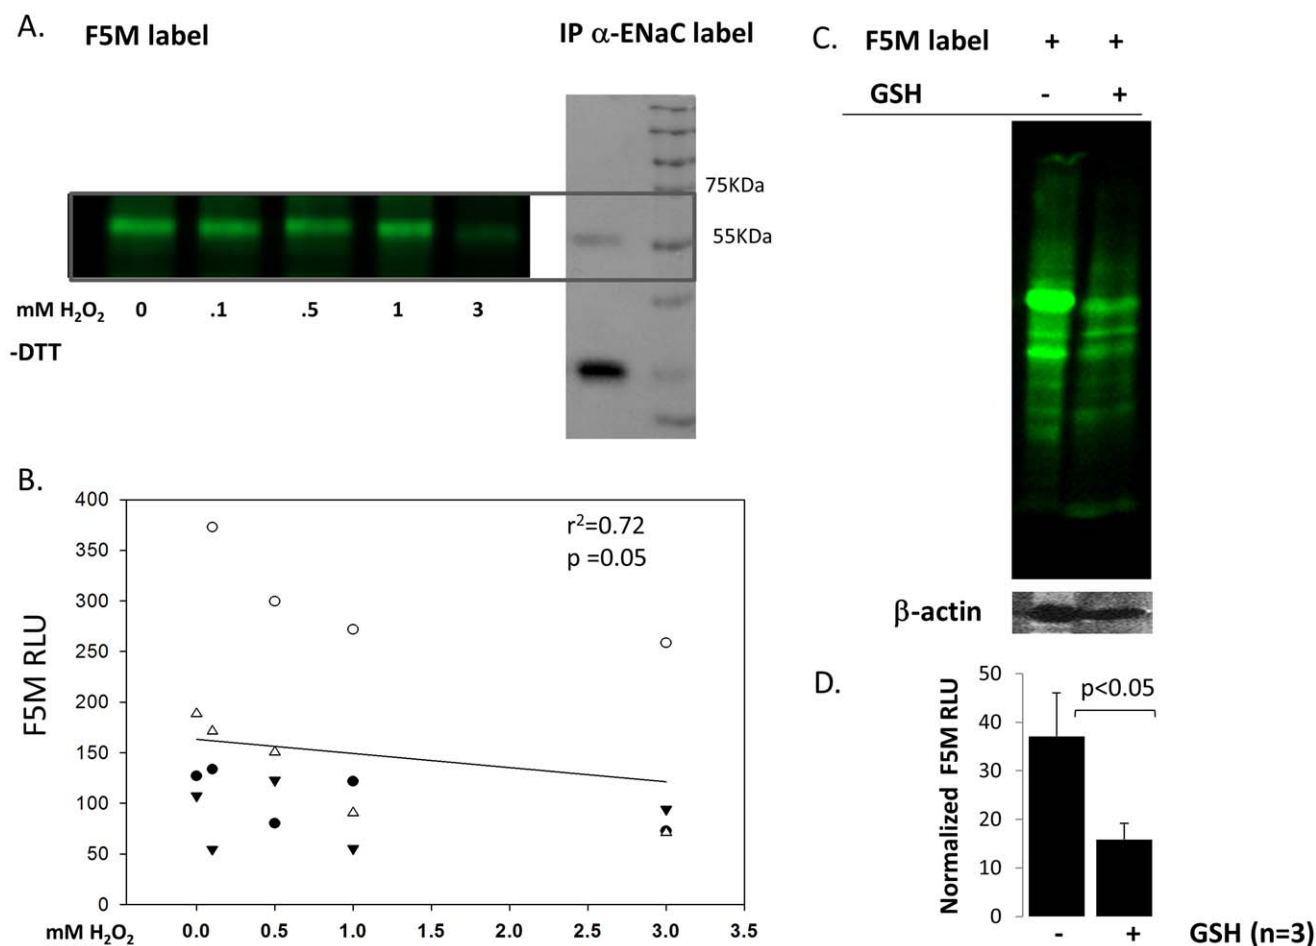 A.
F5M label
IP α-ENaC label
75KDa
55KDa
mM H₂O₂ 0 .1 .5 1 3
-DTT
B.
400
350
300
250
200
150
100
50
0
F5M RLU
r²=0.72
p =0.05
mM H₂O₂ 0.0 0.5 1.0 1.5 2.0 2.5 3.0 3.5
C.
F5M label + +
GSH - +
β-actin
D.
50
40
30
20
10
0
Normalized F5M RLU
p<0.05
- + GSH (n=3)